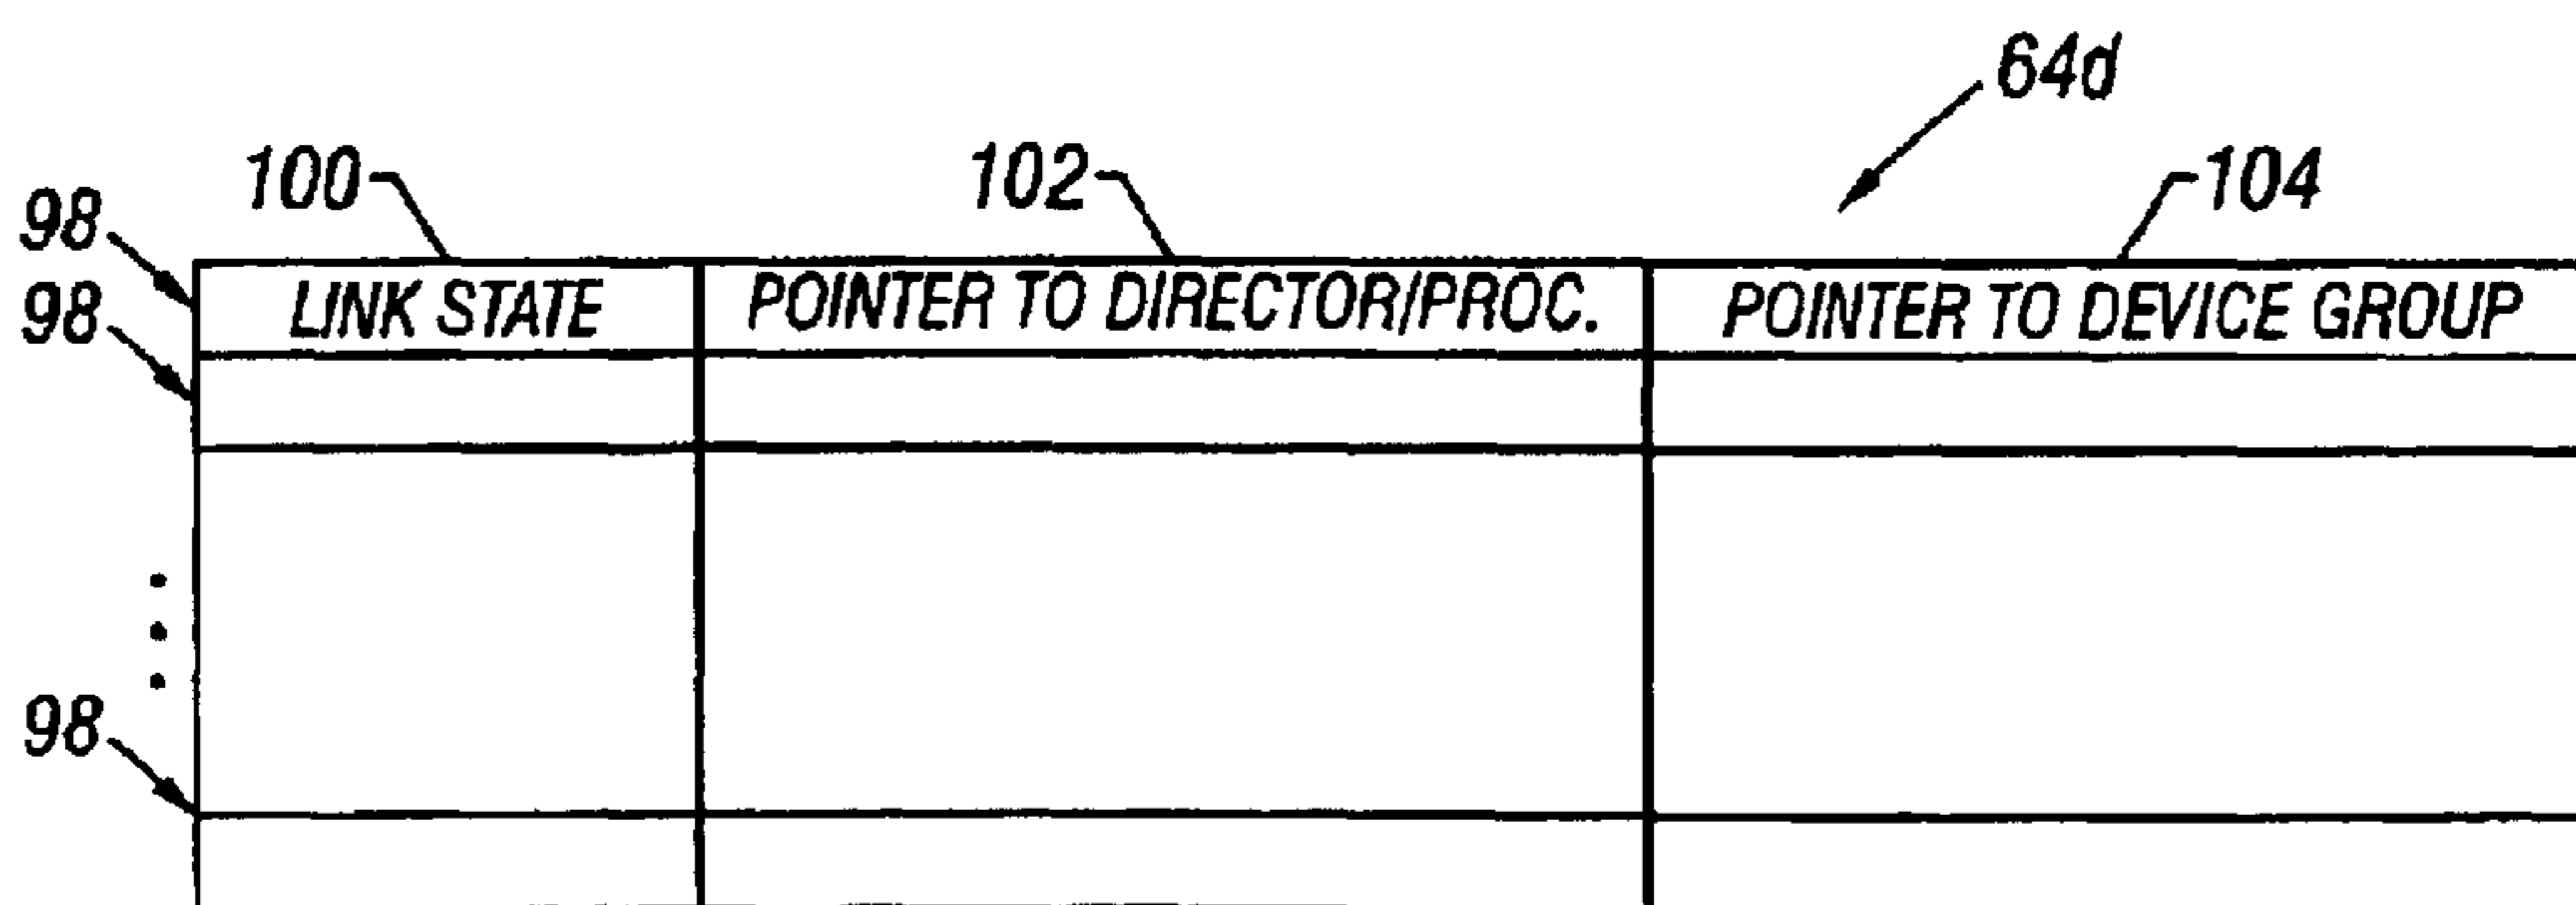 64d
100 102 104
98
LINK STATE POINTER TO DIRECTOR/PROC. POINTER TO DEVICE GROUP
98
98